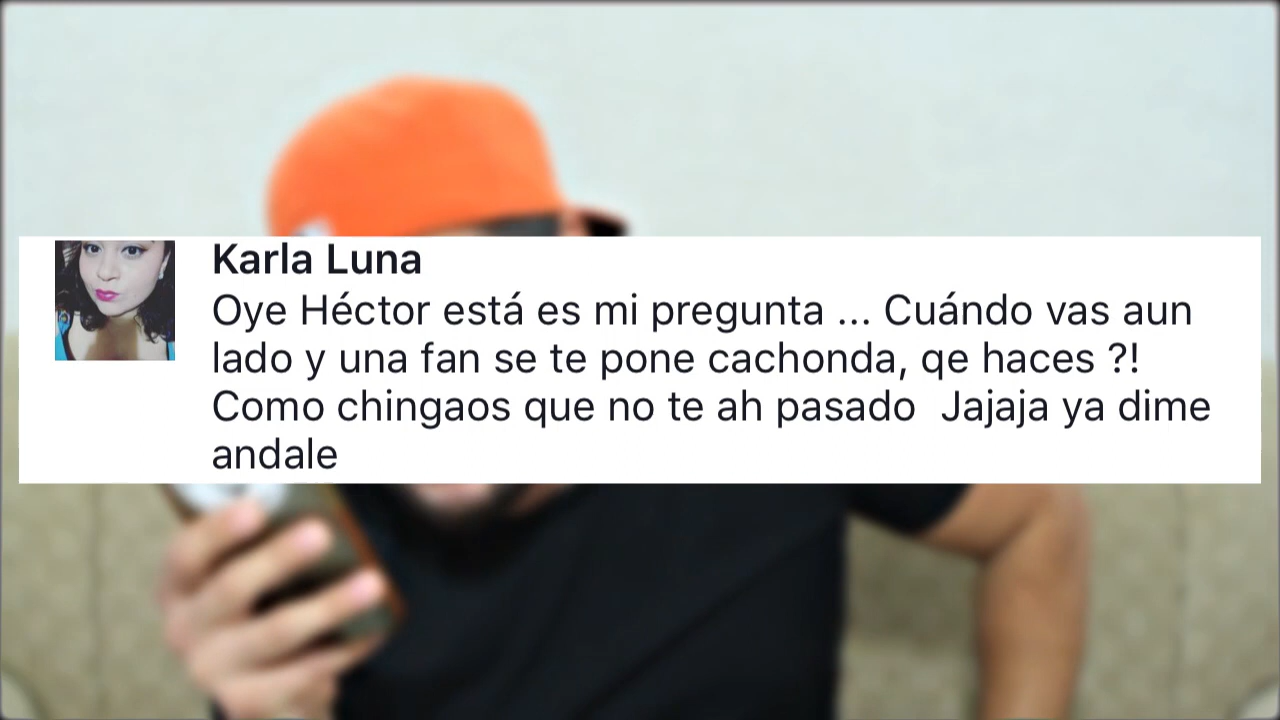 Karla Luna
Oye Héctor está es mi pregunta ... Cuándo vas aun
lado y una fan se te pone cachonda, qe haces ?!
Como chingaos que no te ah pasado  Jajaja ya dime
andale